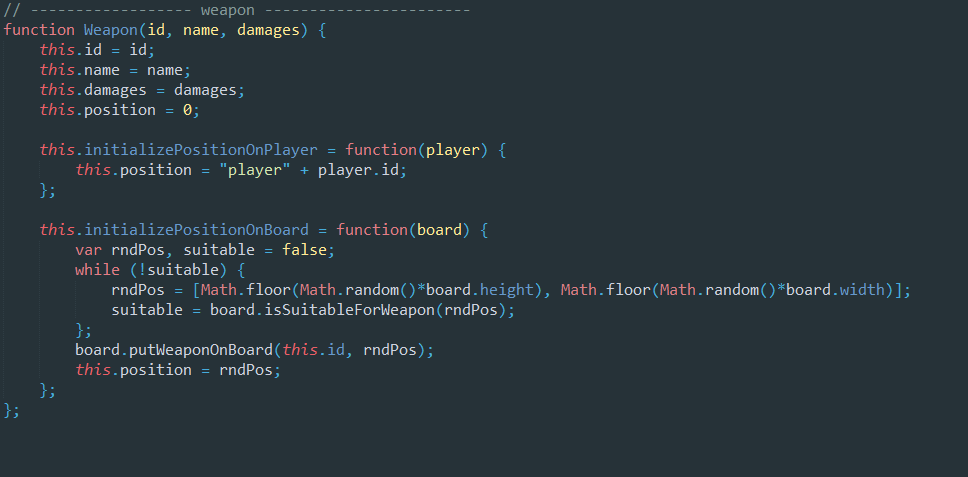 // ------------------ weapon -----------------------
function Weapon(id, name, damages) {
    this.id = id;
    this.name = name;
    this.damages = damages;
    this.position = 0;

    this.initializePositionOnPlayer = function(player) {
        this.position = "player" + player.id;
    };

    this.initializePositionOnBoard = function(board) {
        var rndPos, suitable = false;
        while (!suitable) {
            rndPos = [Math.floor(Math.random()*board.height), Math.floor(Math.random()*board.width)];
            suitable = board.isSuitableForWeapon(rndPos);
        };
        board.putWeaponOnBoard(this.id, rndPos);
        this.position = rndPos;
    };
};